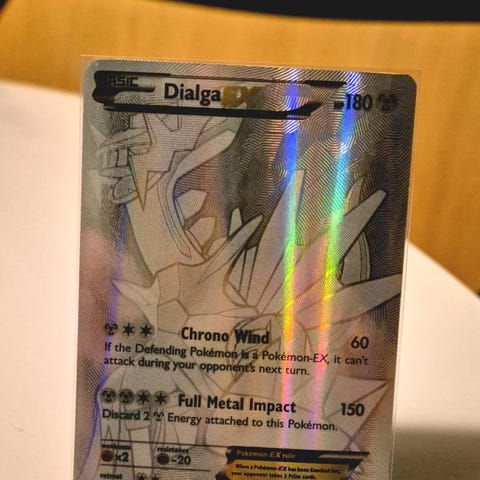 BASIC
Dialga EX
HP180
Chrono Wind 60
If the Defending Pokémon is a Pokémon-EX, it can't
attack during your opponent's next turn.
Full Metal Impact 150
Discard 2 Energy attached to this Pokémon.
weakness resistance
×2 -20
Pokémon-EX rule
When a Pokémon-EX has been Knocked Out,
your opponent takes 2 Prize cards.
retreat